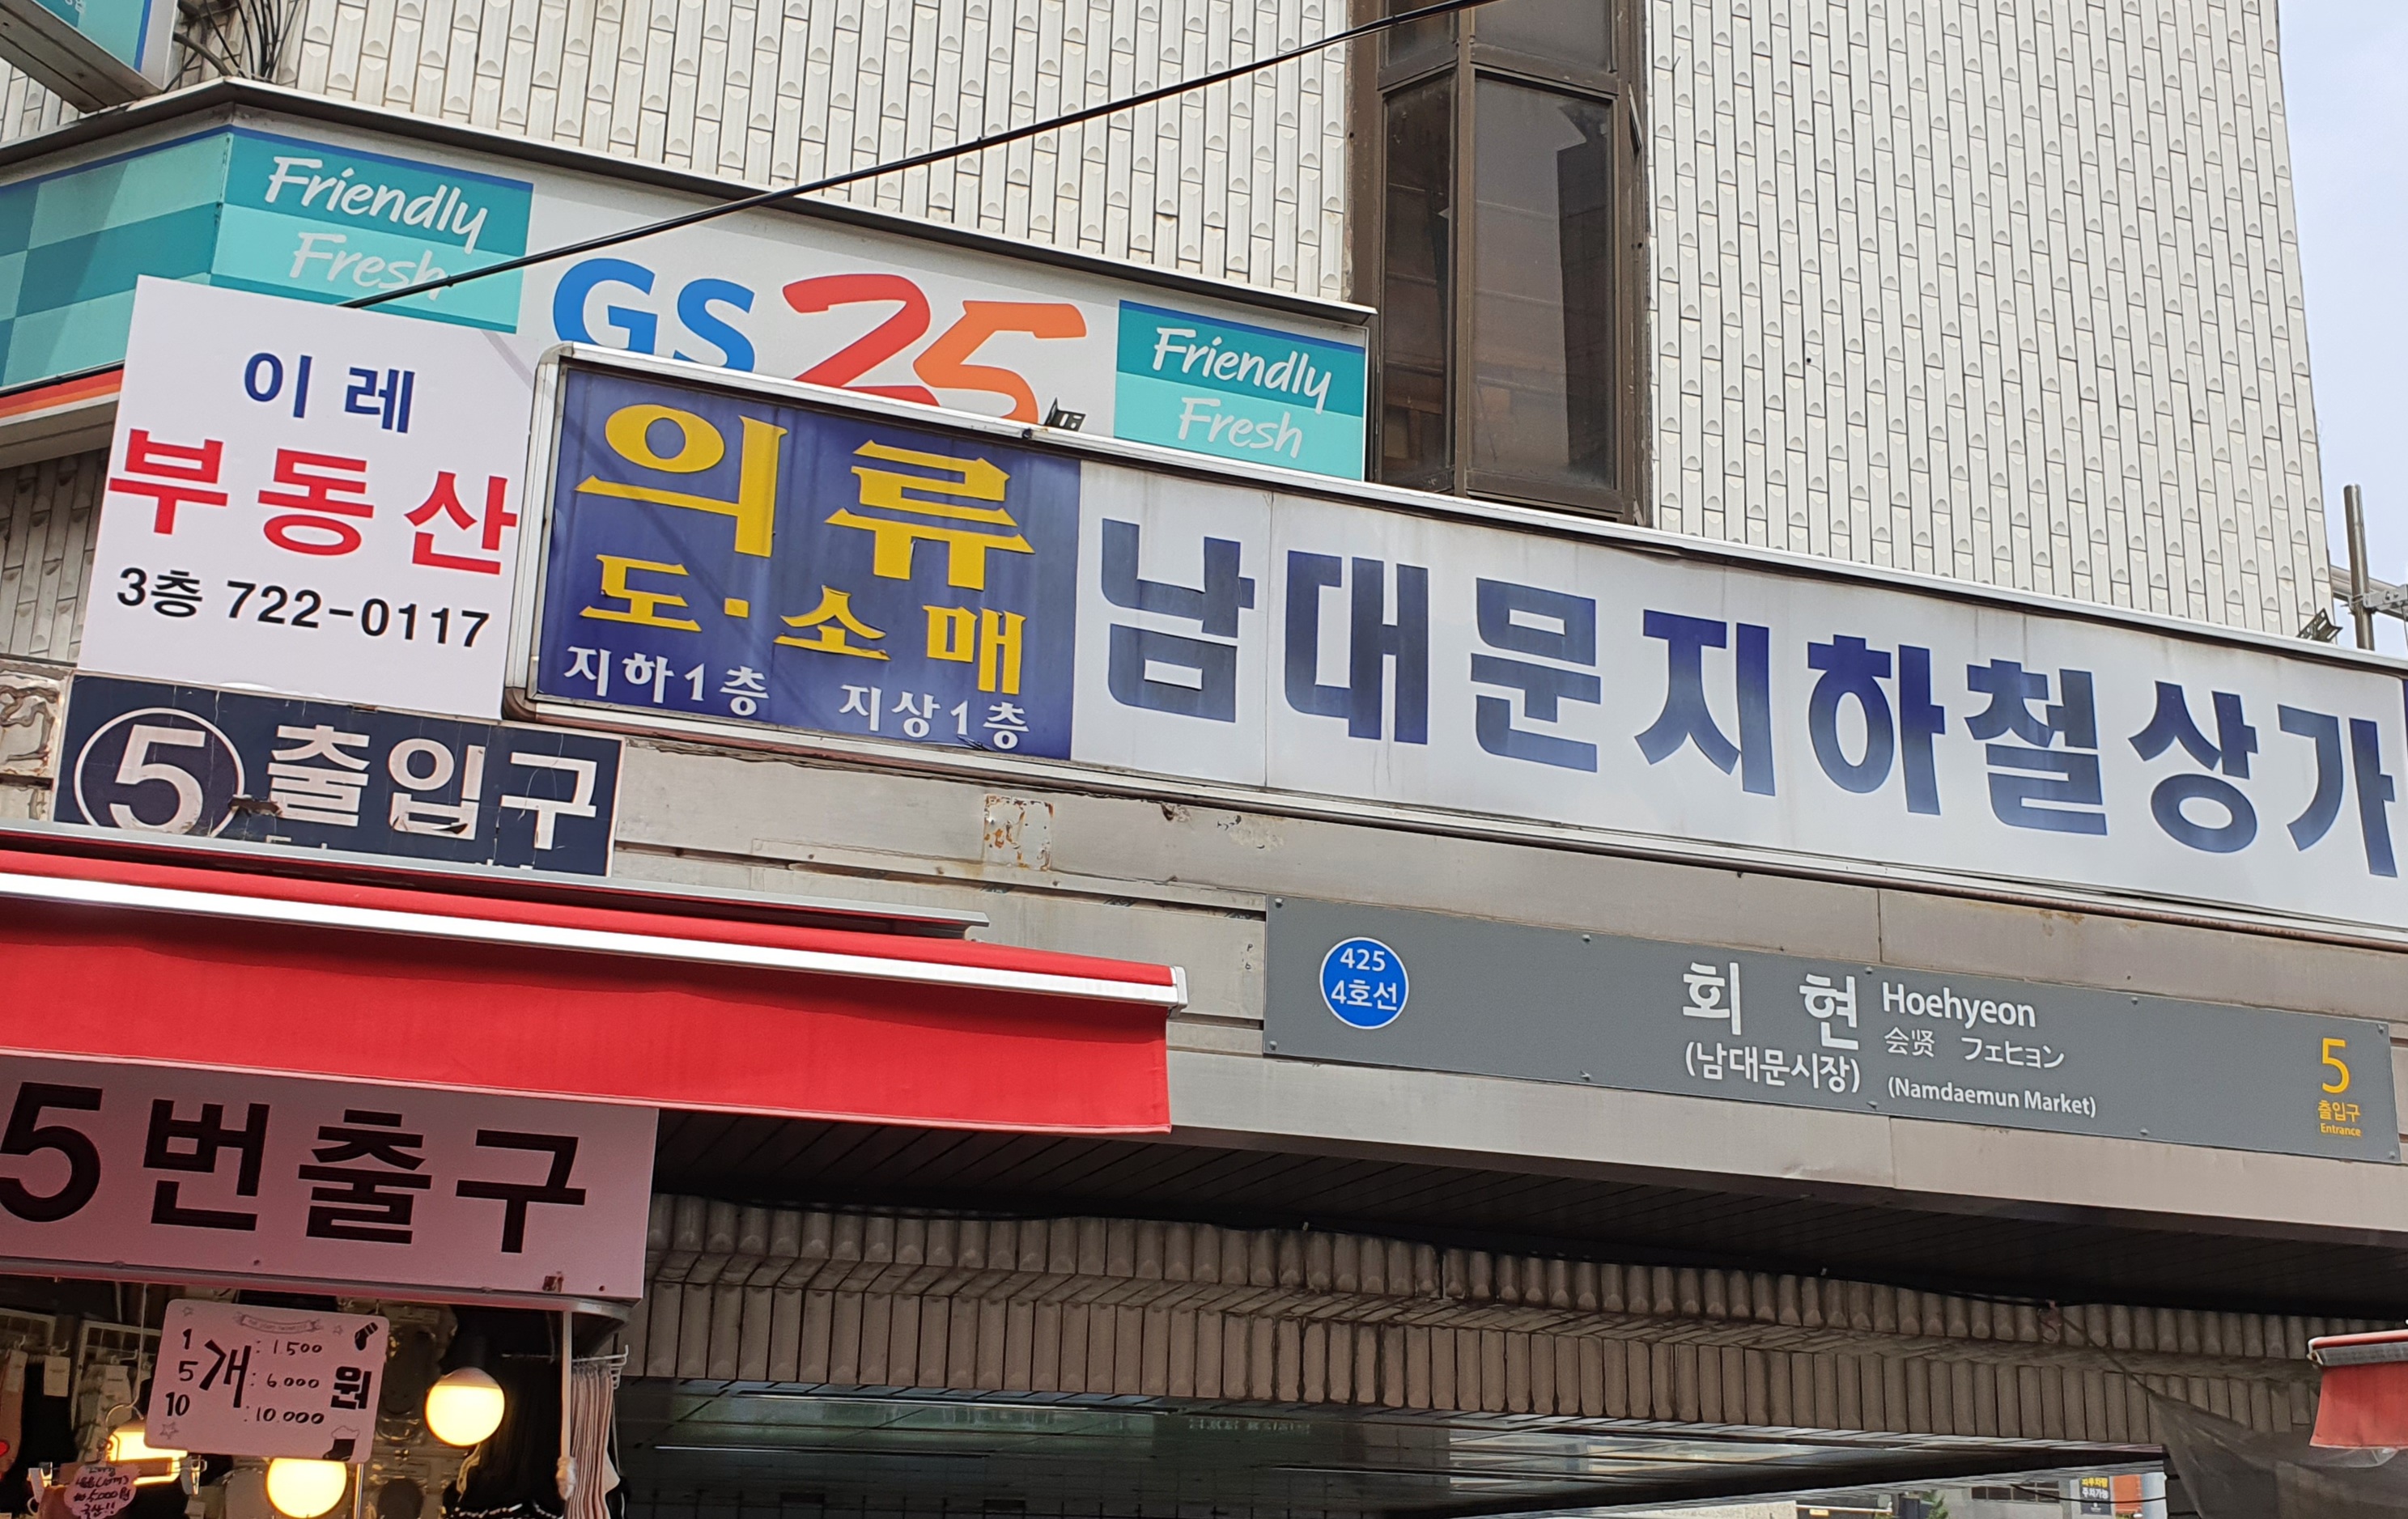 Friendly
Fresh
GS25
Friendly
Fresh
이레
부동산
3층 722-0117
의류
도·소매
지하1층 지상1층
남대문지하철상가
5 출입구
425
4호선
회현
(남대문시장)
Hoehyeon
会贤 フェヒョン
(Namdaemun Market)
5
출입구
Entrance
5번출구
1 : 1.500
5 개 : 6.000 원
10 : 10.000